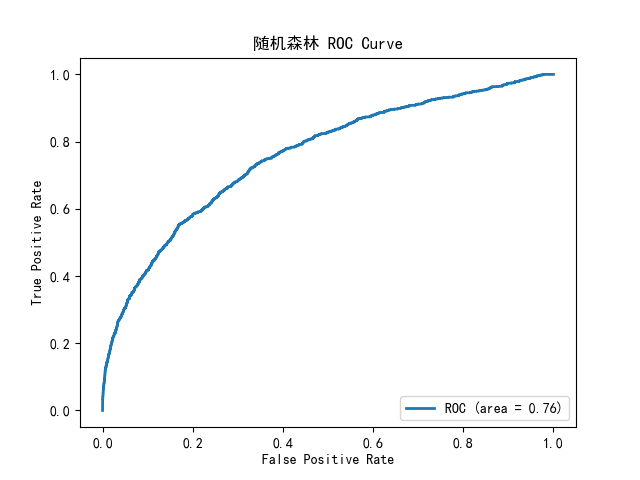 随机森林 ROC Curve
True Positive Rate
1.0
0.8
0.6
0.4
0.2
0.0
ROC (area = 0.76)
0.0 0.2 0.4 0.6 0.8 1.0
False Positive Rate